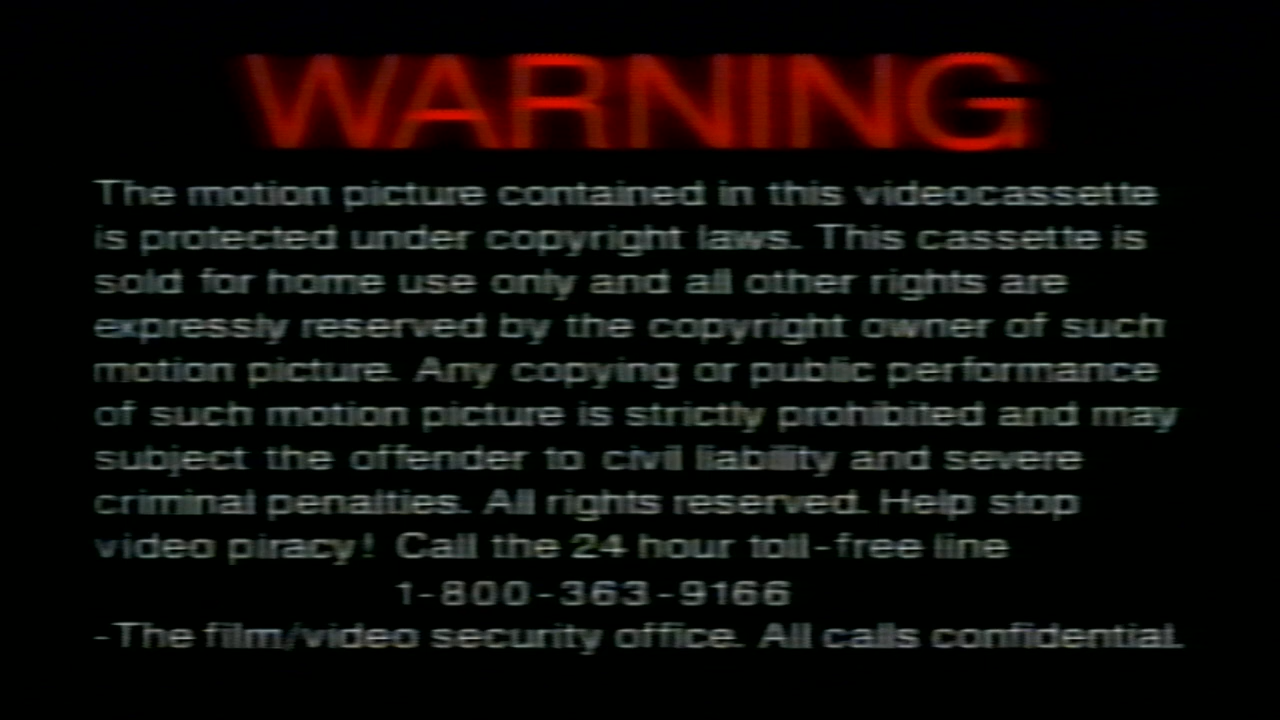 WARNING
The motion picture contained in this videocassette
is protected under copyright laws. This cassette is
sold for home use only and all other rights are
expressly reserved by the copyright owner of such
motion picture. Any copying or public performance
of such motion picture is strictly prohibited and may
subject the offender to civil liability and severe
criminal penalties. All rights reserved. Help stop
video piracy! Call the 24 hour toll-free line
1-800-363-9166
-The film/video security office. All calls confidential.